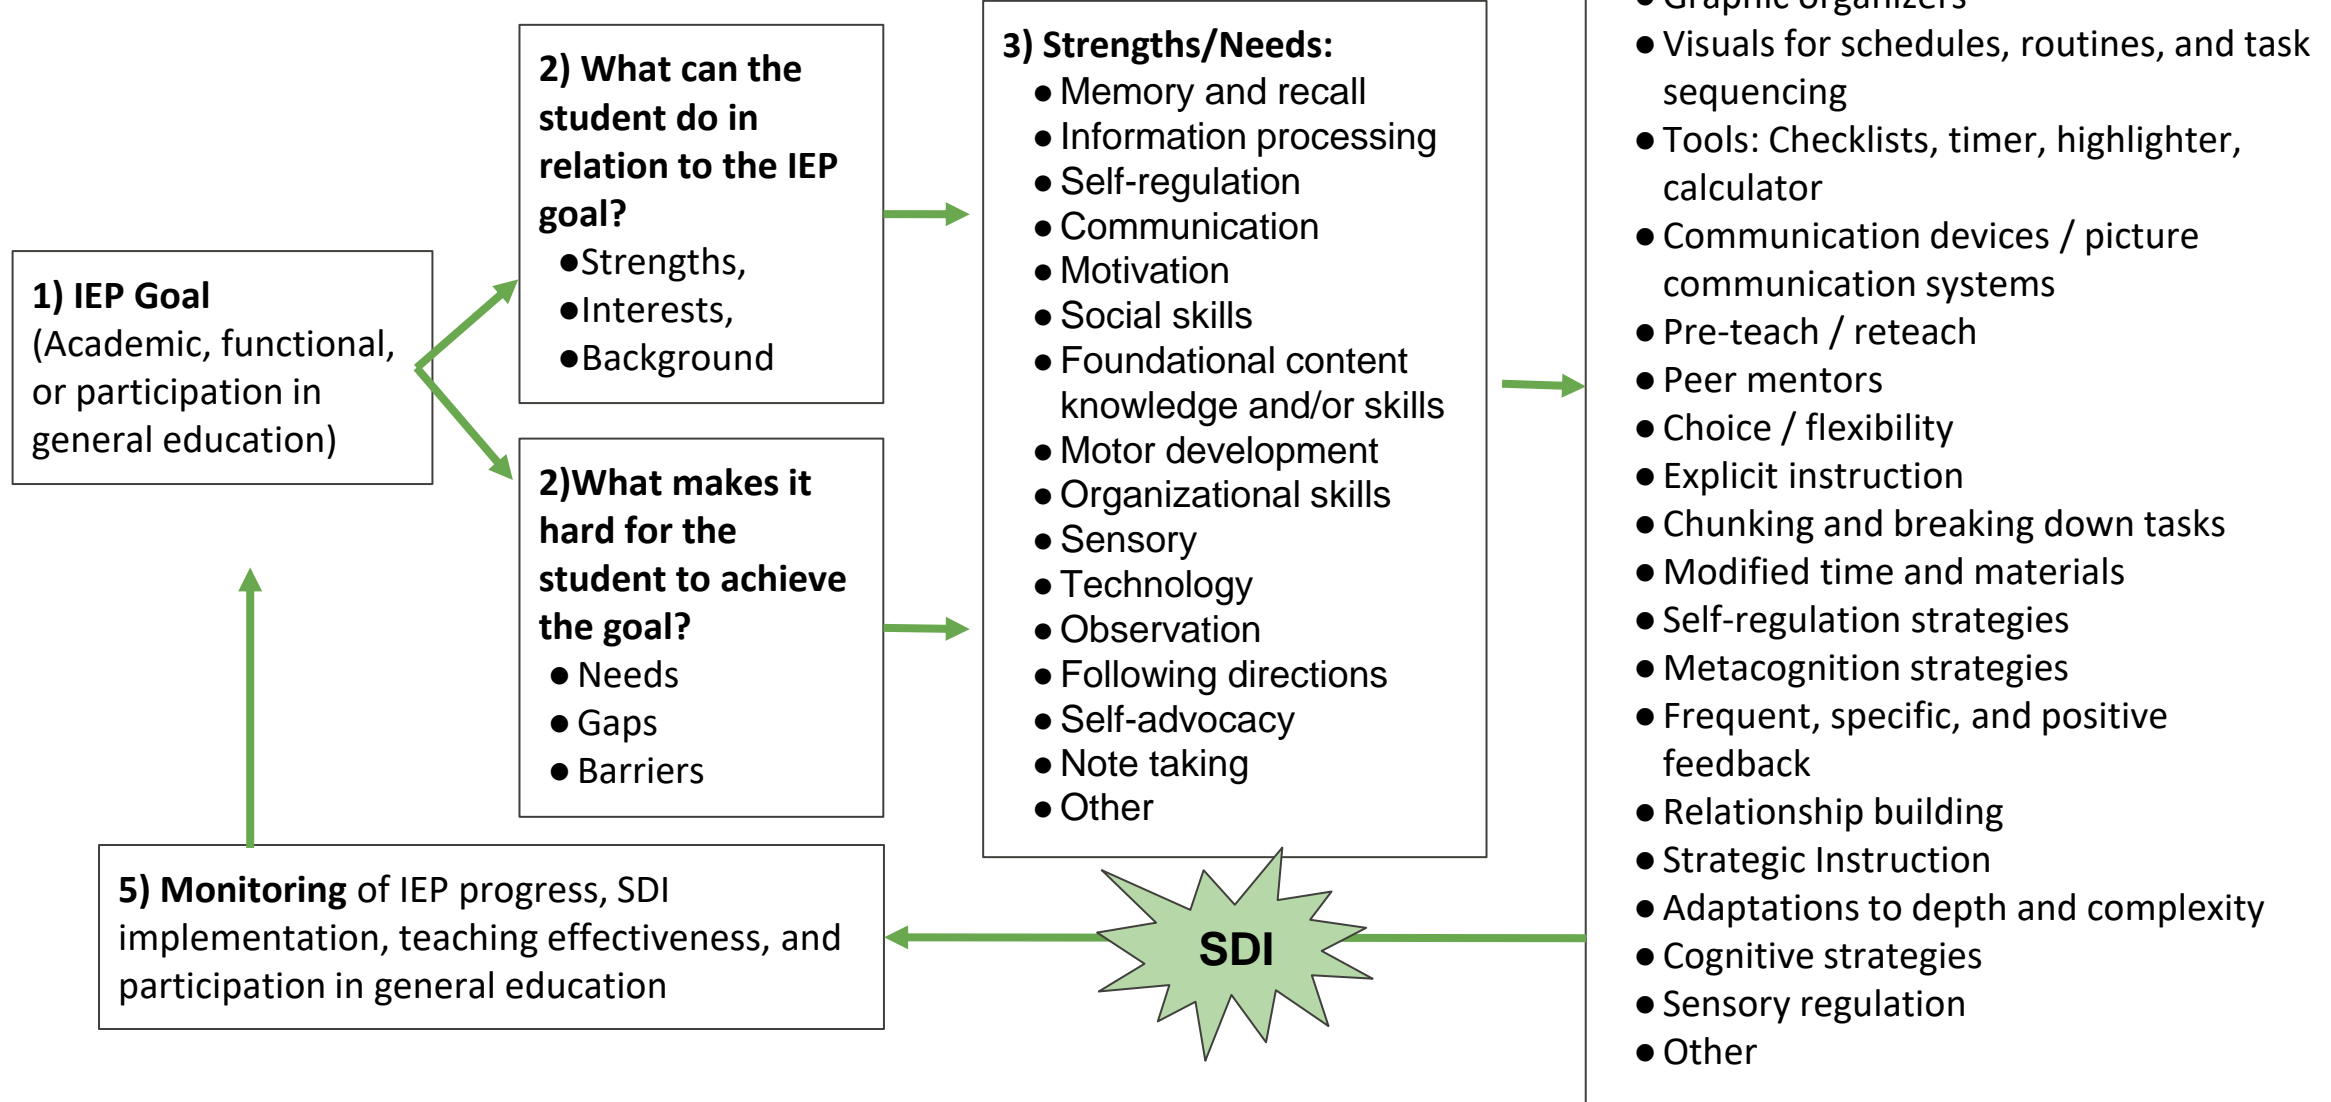 1) IEP Goal
(Academic, functional,
or participation in
general education)
2) What can the
student do in
relation to the IEP
goal?
●Strengths,
●Interests,
●Background
2)What makes it
hard for the
student to achieve
the goal?
● Needs
● Gaps
● Barriers
3) Strengths/Needs:
● Memory and recall
● Information processing
● Self-regulation
● Communication
● Motivation
● Social skills
● Foundational content
knowledge and/or skills
● Motor development
● Organizational skills
● Sensory
● Technology
● Observation
● Following directions
● Self-advocacy
● Note taking
● Other
● Graphic organizers
● Visuals for schedules, routines, and task
sequencing
● Tools: Checklists, timer, highlighter,
calculator
● Communication devices / picture
communication systems
● Pre-teach / reteach
● Peer mentors
● Choice / flexibility
● Explicit instruction
● Chunking and breaking down tasks
● Modified time and materials
● Self-regulation strategies
● Metacognition strategies
● Frequent, specific, and positive
feedback
● Relationship building
● Strategic Instruction
● Adaptations to depth and complexity
● Cognitive strategies
● Sensory regulation
● Other
SDI
5) Monitoring of IEP progress, SDI
implementation, teaching effectiveness, and
participation in general education